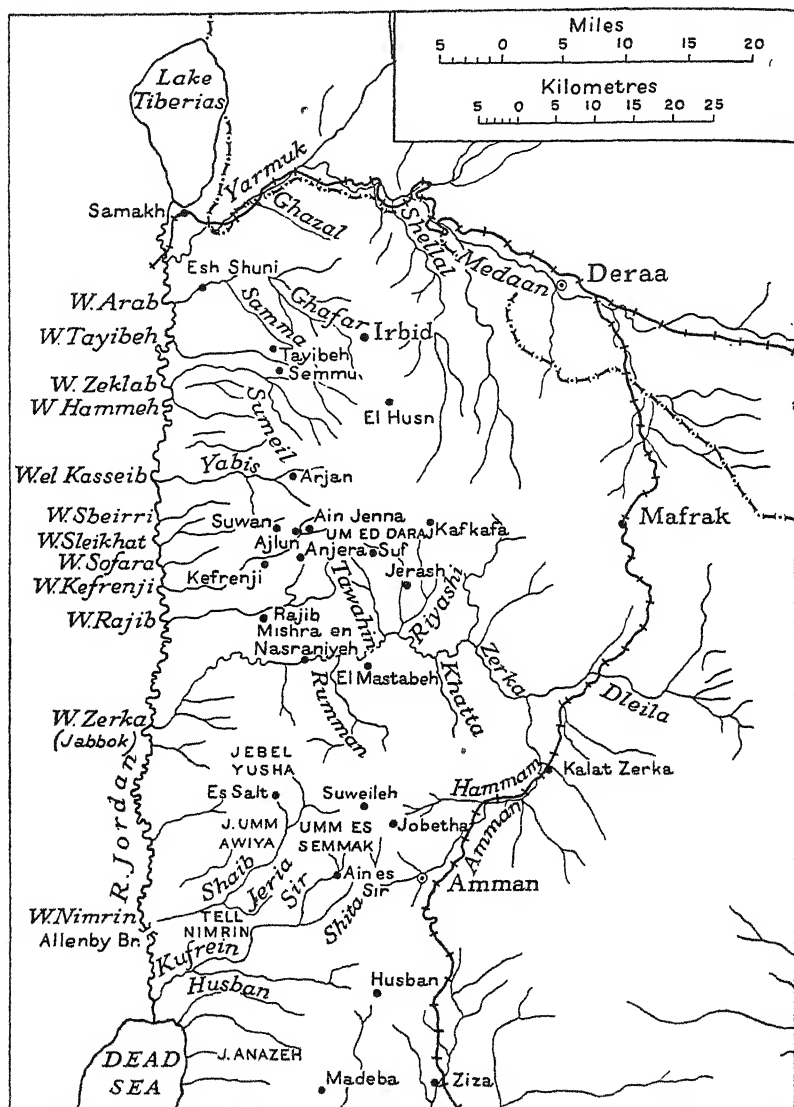 Miles
5 0 5 10 15 20
Kilometres
5 0 5 10 15 20 25
Lake
Tiberias
Yarmuk
Samakh
Ghazal
Shellal
Medaan
Deraa
Esh Shuni
W. Arab
Samma
Ghafar
Irbid
W. Tayibeh
Tayibeh
Semmu
W. Zeklab
W Hammeh
El Husn
Sumeil
W. el Kasseib
Yabis
Arjan
W. Sbeirri
Suwan
Ain Jenna
UM ED DARAJ
Kafkafa
Mafrak
W. Sleikhat
Ajlun
Anjera
Suf
W. Sofara
Kefrenji
Jerash
W. Kefrenji
Tawahin
Riyashi
W. Rajib
Rajib
Mishra en
Nasraniyeh
El Mastabeh
Zerka
Rumman
Khatta
Dleila
W. Zerka
(Jabbok)
JEBEL
YUSHA
Hammam
Kalat Zerka
Es Salt
Suweileh
J. UMM
AWIYA
UMM ES
SEMMAK
Jobetha
Amman
R. Jordan
Shaib
Jeria
Sir
Ain es
Sir
Amman
Shita
W. Nimrin
TELL
NIMRIN
Allenby Br.
Kufrein
Husban
Husban
DEAD
SEA
J. ANAZEH
Madeba
Ziza